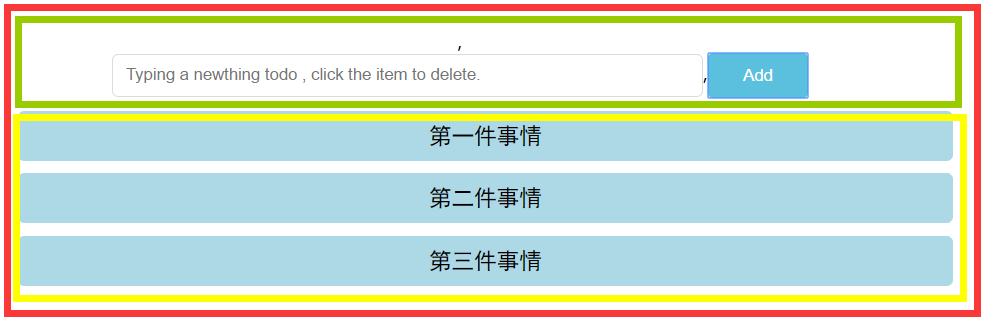 ,
Typing a newthing todo , click the item to delete. , Add
第一件事情
第二件事情
第三件事情